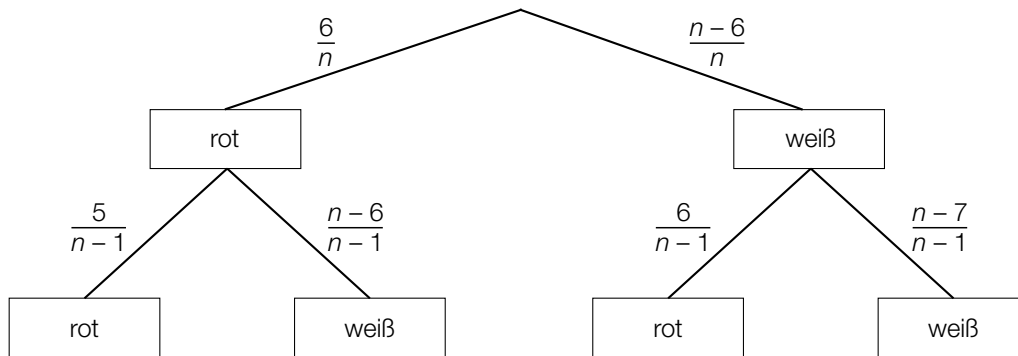 6/n n – 6/n
rot weiß
5/n – 1 n – 6/n – 1 6/n – 1 n – 7/n – 1
rot weiß rot weiß